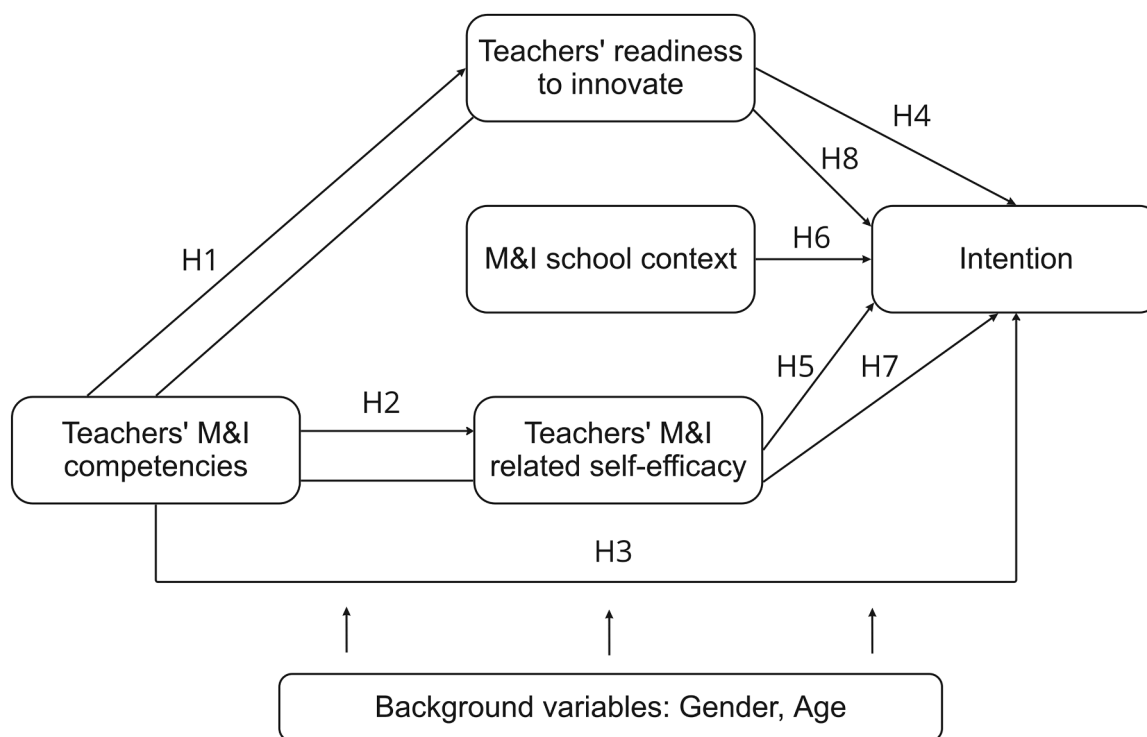 Teachers' readiness
to innovate
H4
H8
H1
M&I school context
H6
Intention
H5
H7
Teachers' M&I
competencies
H2
Teachers' M&I
related self-efficacy
H3
Background variables: Gender, Age